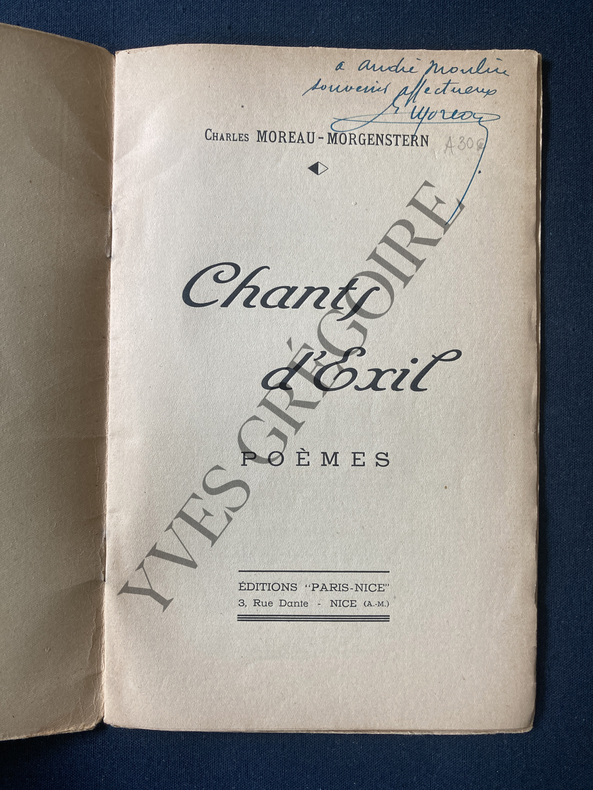 a André Moulin
souvenir affectueux
Moreau
CHARLES MOREAU-MORGENSTERN
A30€
Chants
d'Exil
POÈMES
ÉDITIONS "PARIS-NICE"
3, Rue Dante - NICE (A.-M.)
YVES GRÉGOIRE